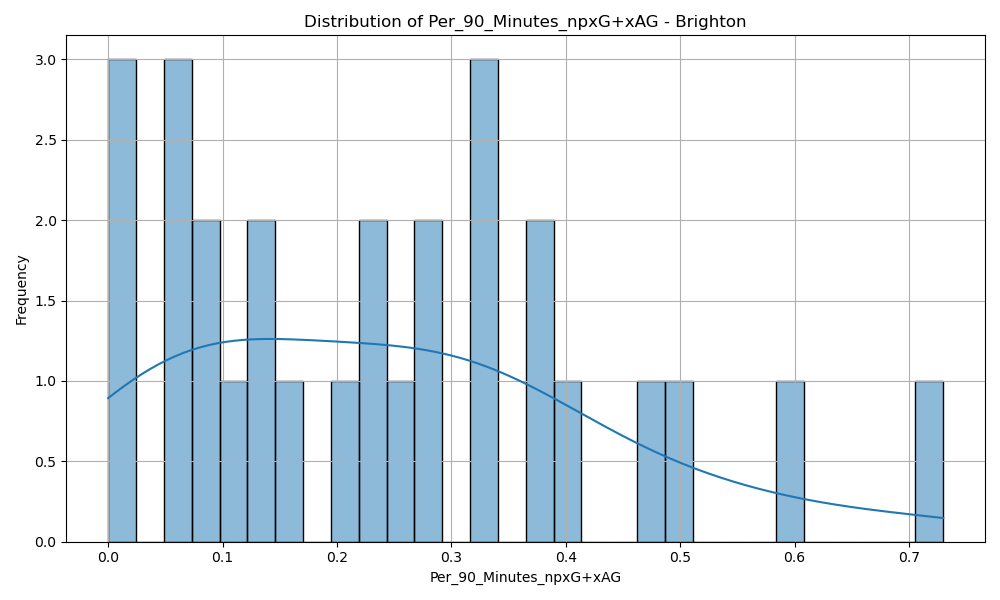 Distribution of Per_90_Minutes_npxG+xAG - Brighton
Frequency
3.0
2.5
2.0
1.5
1.0
0.5
0.0
0.0 0.1 0.2 0.3 0.4 0.5 0.6 0.7
Per_90_Minutes_npxG+xAG